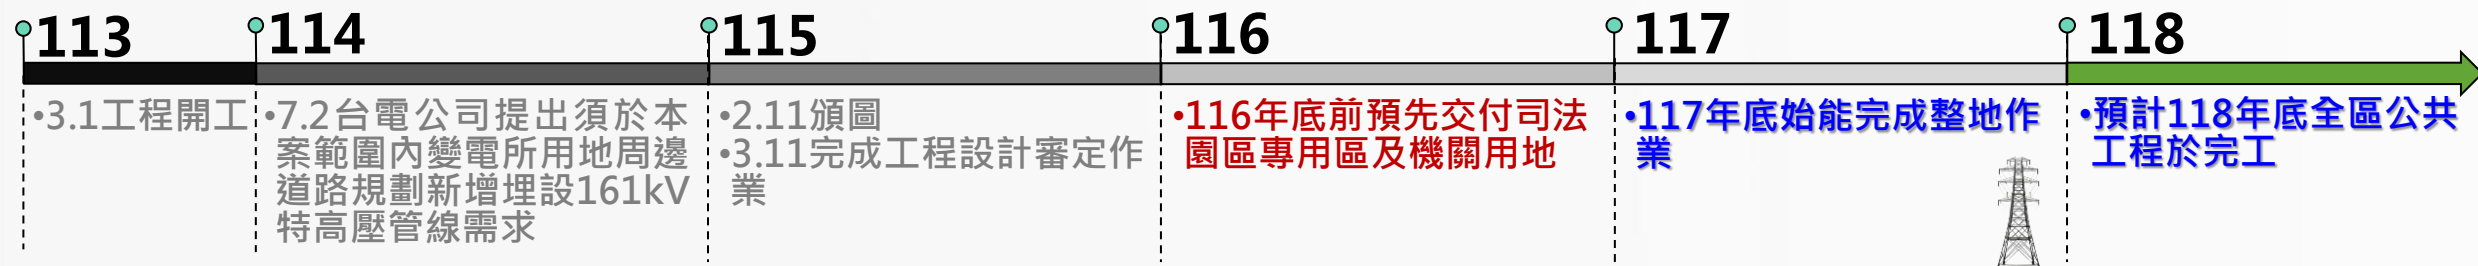 113
•3.1工程開工
114
•7.2台電公司提出須於本
案範圍內變電所用地周邊
道路規劃新增埋設161kV
特高壓管線需求
115
•2.11頒圖
•3.11完成工程設計審定作
業
116
•116年底前預先交付司法
園區專用區及機關用地
117
•117年底始能完成整地作
業
118
•預計118年底全區公共
工程於完工